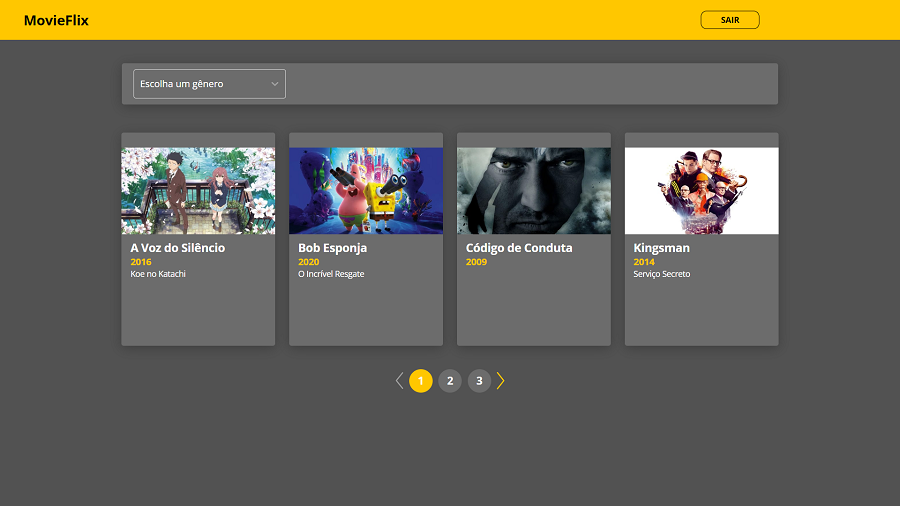 MovieFlix
SAIR
Escolha um gênero
A Voz do Silêncio
2016
Koe no Katachi
Bob Esponja
2020
O Incrível Resgate
Código de Conduta
2009
Kingsman
2014
Serviço Secreto
1 2 3